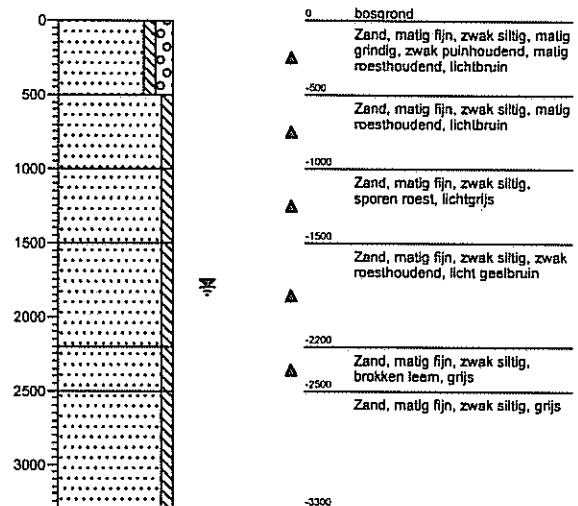 0
500
1000
1500
2000
2500
3000
0 bosgrond
Zand, matig fijn, zwak siltig, matig
grindig, zwak puinhoudend, matig
roesthoudend, lichtbruin
-500
Zand, matig fijn, zwak siltig, matig
roesthoudend, lichtbruin
-1000
Zand, matig fijn, zwak siltig,
sporen roest, lichtgrijs
-1500
Zand, matig fijn, zwak siltig, zwak
roesthoudend, licht geelbruin
-2200
Zand, matig fijn, zwak siltig,
brokken leem, grijs
-2500
Zand, matig fijn, zwak siltig, grijs
-3300